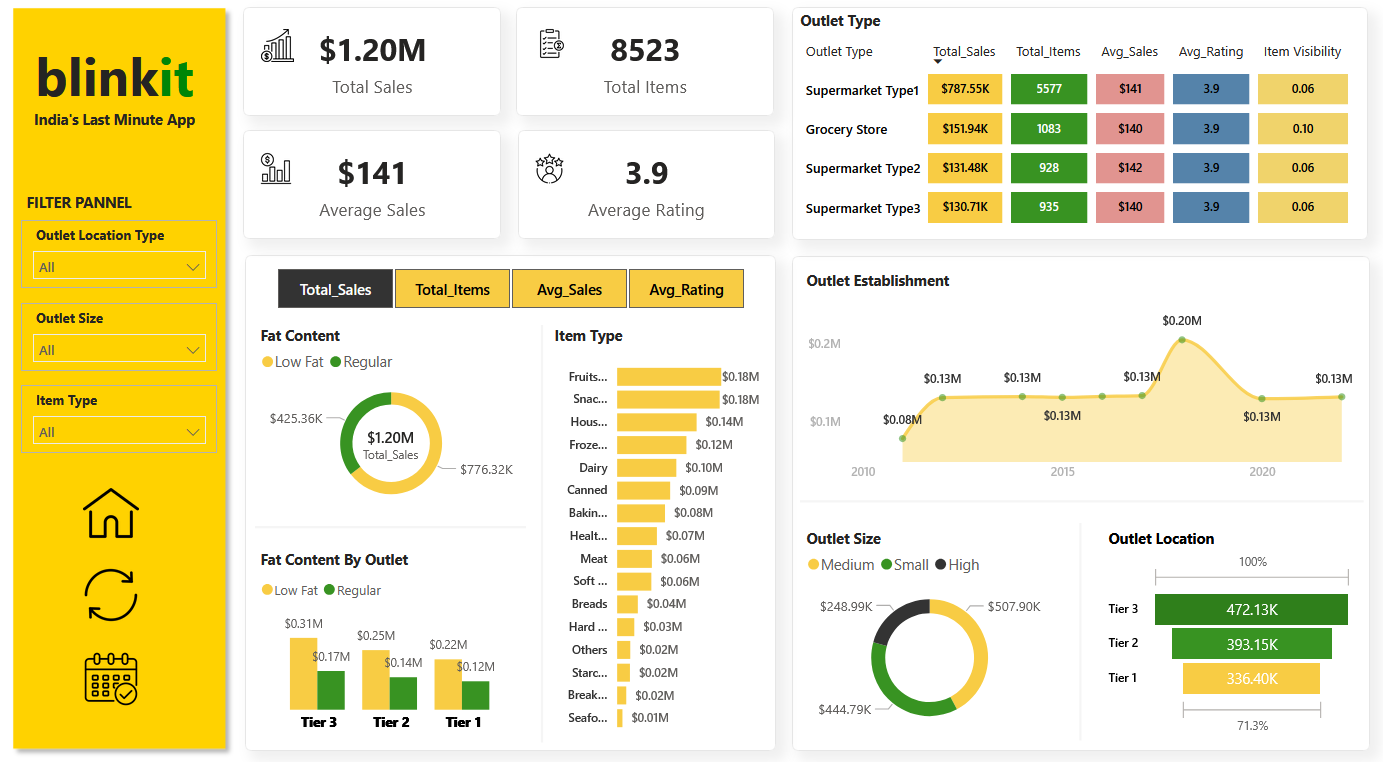 blinkit
India's Last Minute App
FILTER PANNEL
Outlet Location Type
All
Outlet Size
All
Item Type
All
$1.20M
Total Sales
8523
Total Items
$141
Average Sales
3.9
Average Rating
Outlet Type
Outlet Type Total_Sales Total_Items Avg_Sales Avg_Rating Item Visibility
Supermarket Type1 $787.55K 5577 $141 3.9 0.06
Grocery Store $151.94K 1083 $140 3.9 0.10
Supermarket Type2 $131.48K 928 $142 3.9 0.06
Supermarket Type3 $130.71K 935 $140 3.9 0.06
Total_Sales Total_Items Avg_Sales Avg_Rating
Fat Content
Low Fat Regular
$425.36K
$1.20M
Total_Sales
$776.32K
Fat Content By Outlet
Low Fat Regular
$0.31M
$0.17M
$0.25M
$0.14M
$0.22M
$0.12M
Tier 3 Tier 2 Tier 1
Item Type
Fruits... $0.18M
Snac... $0.18M
Hous... $0.14M
Froze... $0.12M
Dairy $0.10M
Canned $0.09M
Bakin... $0.08M
Healt... $0.07M
Meat $0.06M
Soft ... $0.06M
Breads $0.04M
Hard ... $0.03M
Others $0.02M
Starc... $0.02M
Break... $0.02M
Seafo... $0.01M
Outlet Establishment
$0.2M
$0.1M
$0.08M
$0.13M
$0.13M
$0.13M
$0.13M
$0.20M
$0.13M
$0.13M
2010 2015 2020
Outlet Size
Medium Small High
$248.99K
$507.90K
$444.79K
Outlet Location
100%
Tier 3 472.13K
Tier 2 393.15K
Tier 1 336.40K
71.3%